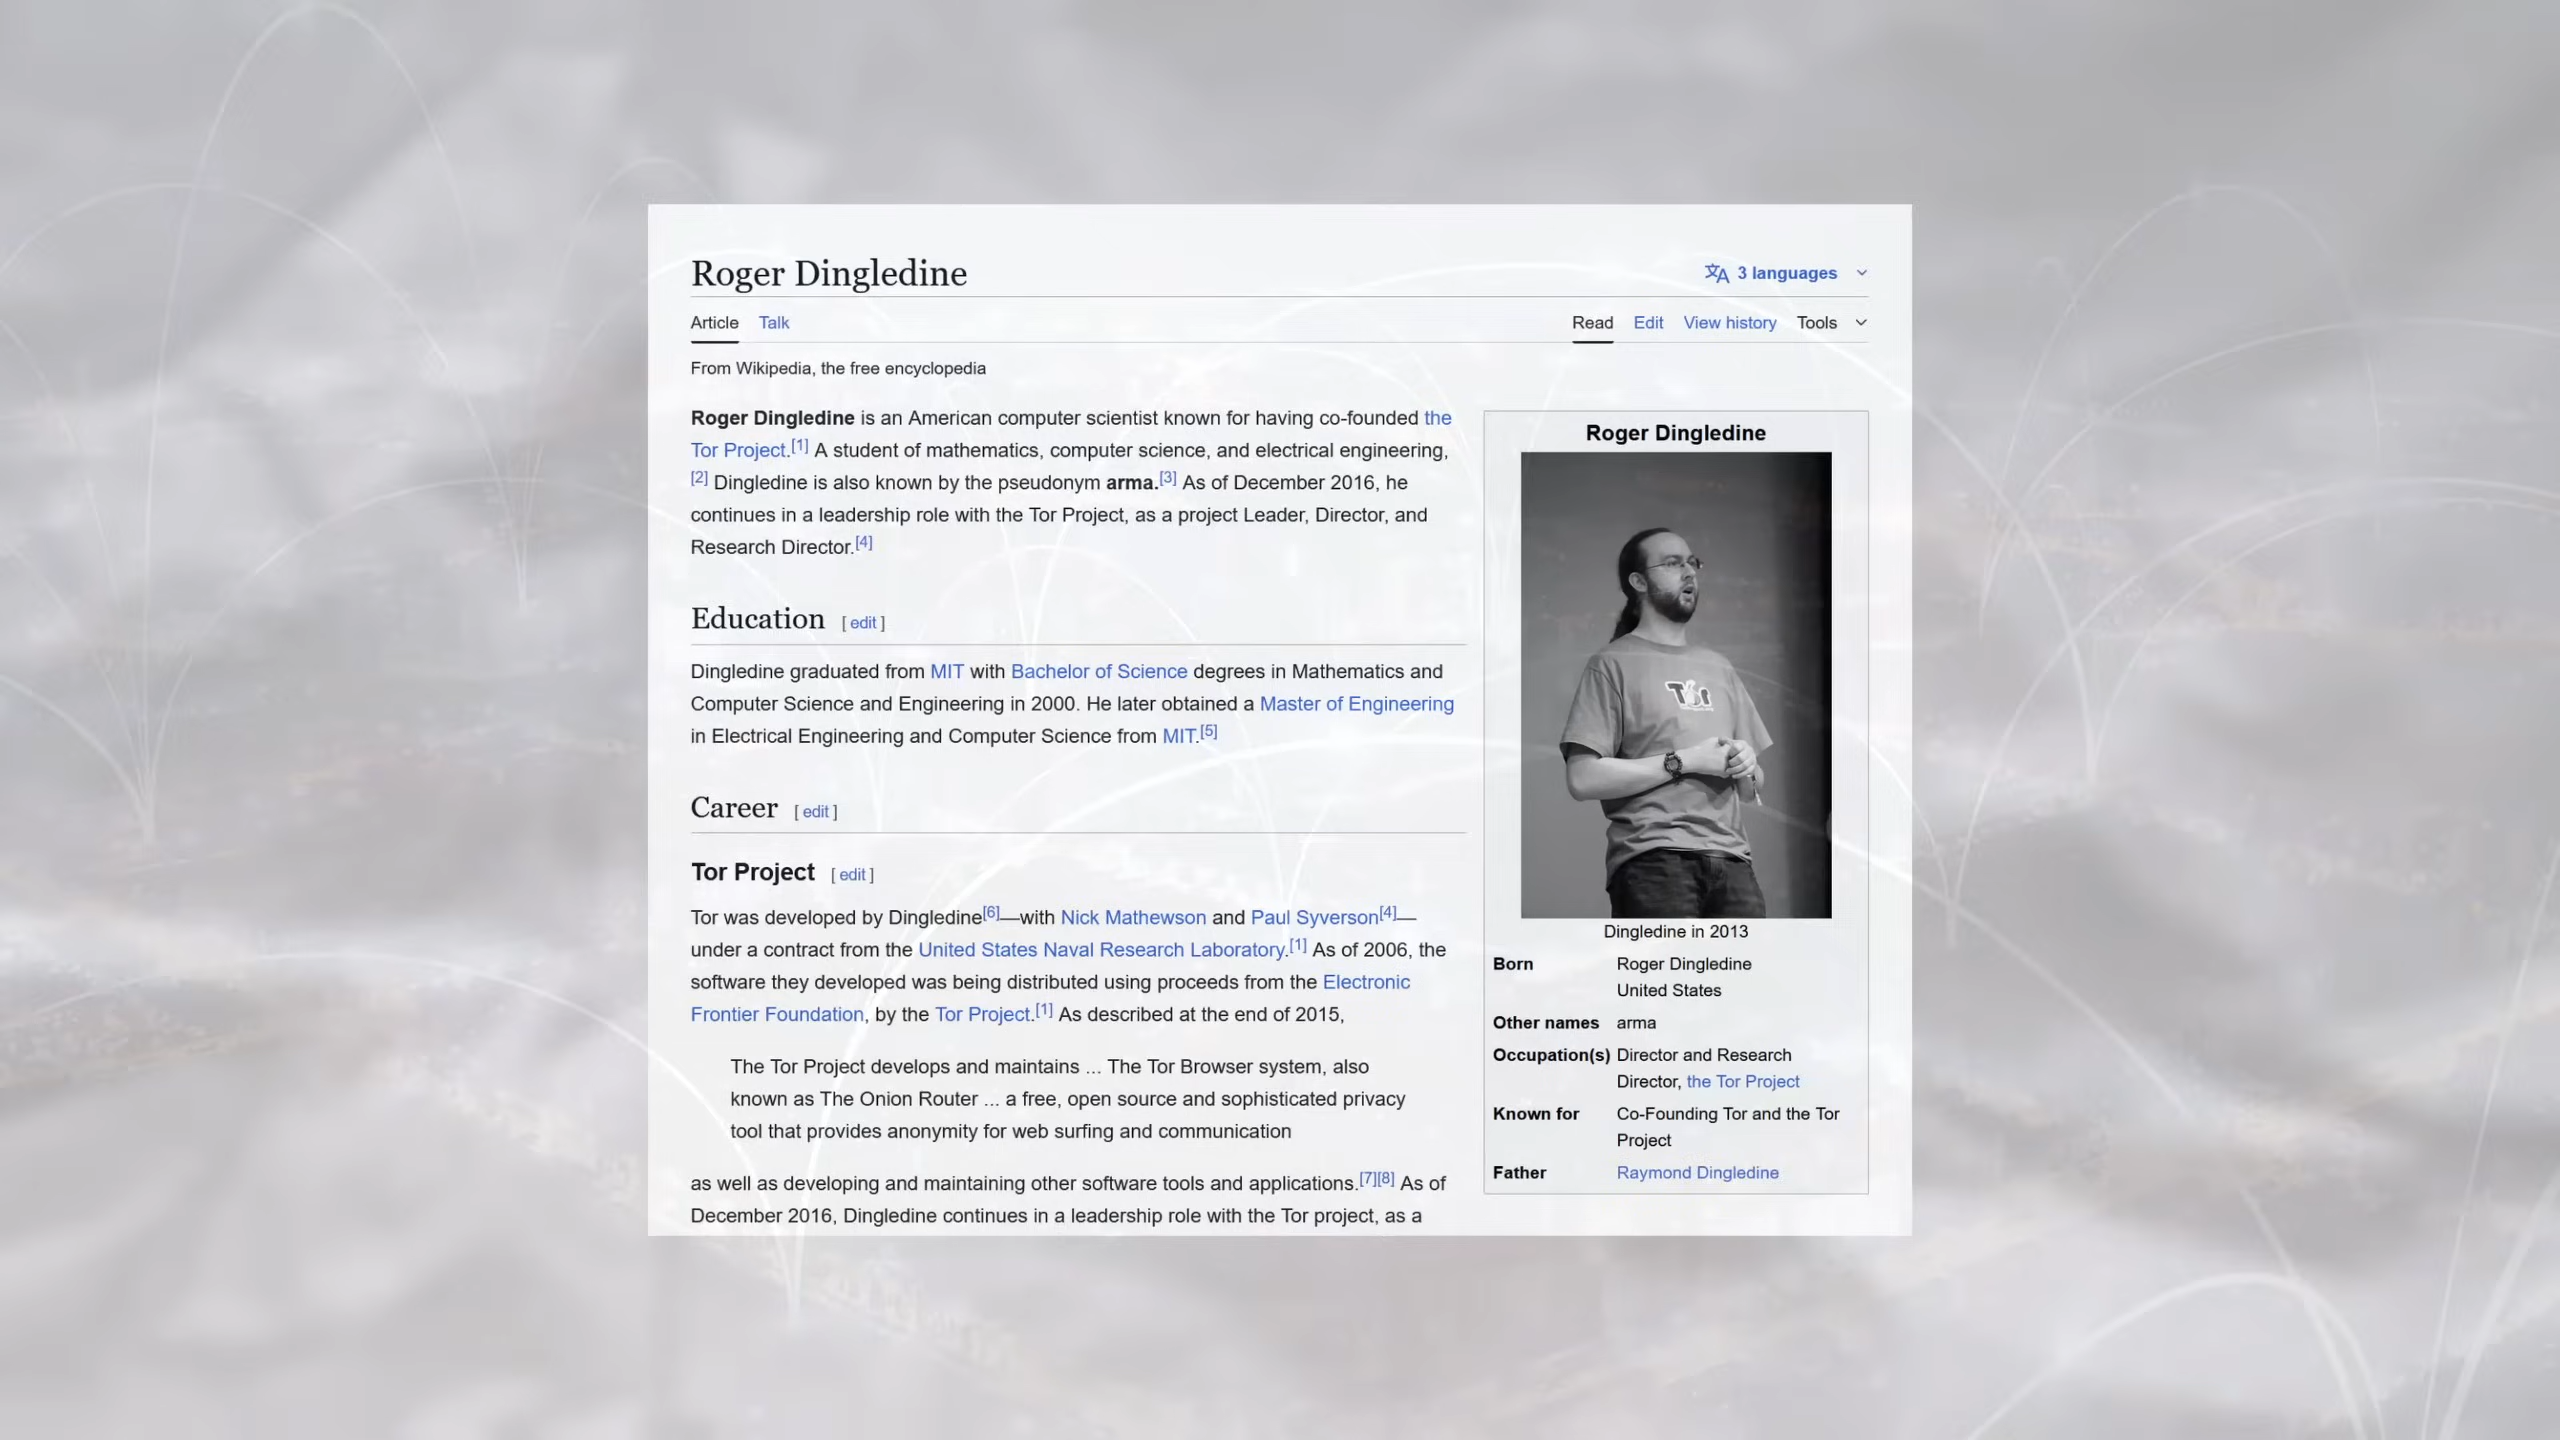 Roger Dingledine
3 languages
Article Talk
Read Edit View history Tools
From Wikipedia, the free encyclopedia
Roger Dingledine is an American computer scientist known for having co-founded the
Tor Project.[1] A student of mathematics, computer science, and electrical engineering,
[2] Dingledine is also known by the pseudonym arma.[3] As of December 2016, he
continues in a leadership role with the Tor Project, as a project Leader, Director, and
Research Director.[4]
Education [ edit ]
Dingledine graduated from MIT with Bachelor of Science degrees in Mathematics and
Computer Science and Engineering in 2000. He later obtained a Master of Engineering
in Electrical Engineering and Computer Science from MIT.[5]
Career [ edit ]
Tor Project [ edit ]
Tor was developed by Dingledine[6]—with Nick Mathewson and Paul Syverson[4]—
under a contract from the United States Naval Research Laboratory.[1] As of 2006, the
software they developed was being distributed using proceeds from the Electronic
Frontier Foundation, by the Tor Project.[1] As described at the end of 2015,
The Tor Project develops and maintains ... The Tor Browser system, also
known as The Onion Router ... a free, open source and sophisticated privacy
tool that provides anonymity for web surfing and communication
as well as developing and maintaining other software tools and applications.[7][8] As of
December 2016, Dingledine continues in a leadership role with the Tor project, as a
Roger Dingledine
Tor
Dingledine in 2013
Born Roger Dingledine
United States
Other names arma
Occupation(s) Director and Research
Director, the Tor Project
Known for Co-Founding Tor and the Tor
Project
Father Raymond Dingledine